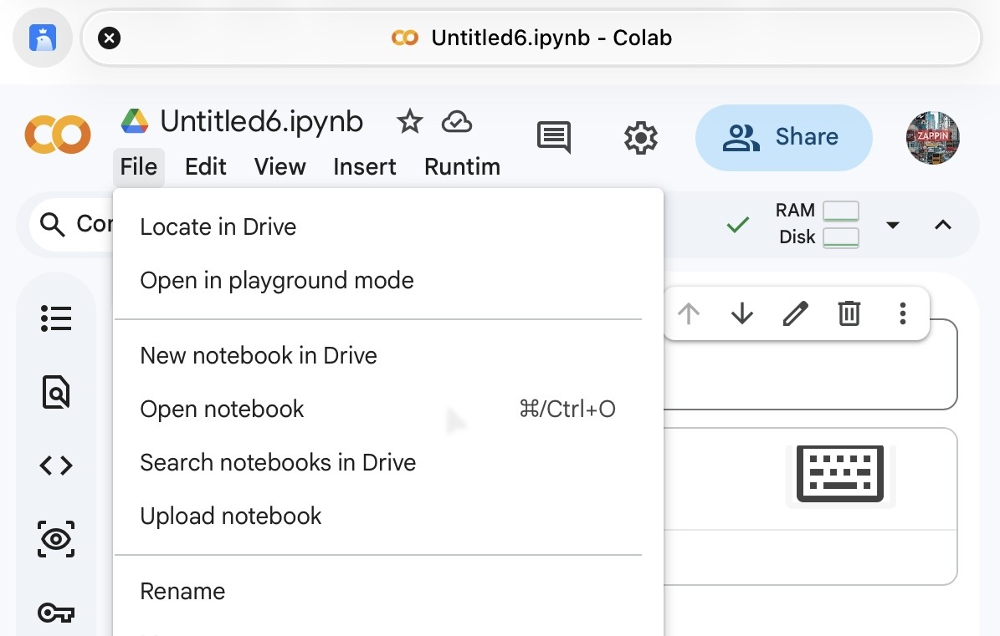 Untitled6.ipynb - Colab
Untitled6.ipynb
Share
ZAPPIN
File Edit View Insert Runtim
RAM
Disk
Locate in Drive
Open in playground mode
New notebook in Drive
Open notebook ⌘/Ctrl+O
Search notebooks in Drive
Upload notebook
Rename